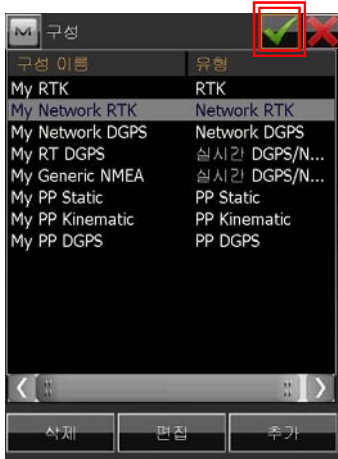 M 구성
구성 이름 유형
My RTK RTK
My Network RTK Network RTK
My Network DGPS Network DGPS
My RT DGPS 실시간 DGPS/N...
My Generic NMEA 실시간 DGPS/N...
My PP Static PP Static
My PP Kinematic PP Kinematic
My PP DGPS PP DGPS
삭제 편집 추가